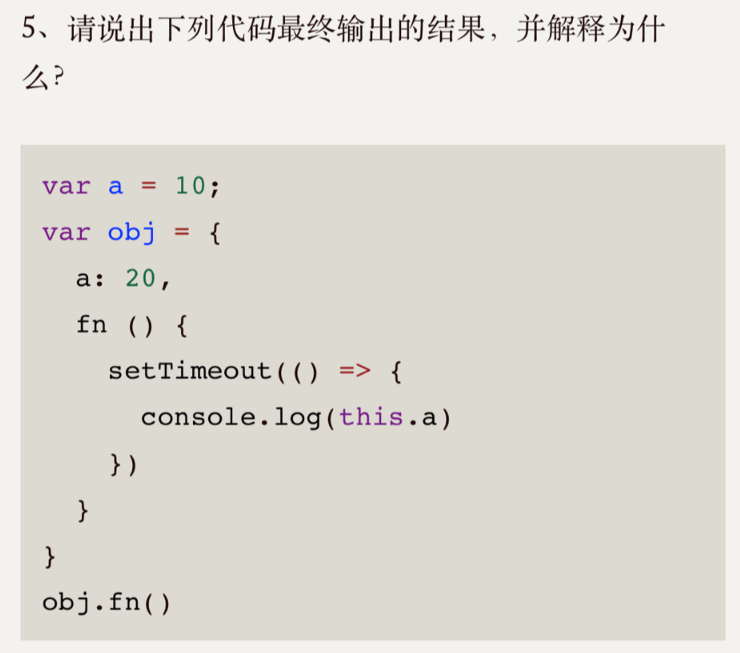 5、请说出下列代码最终输出的结果，并解释为什
么?
var a = 10;
var obj = {
  a: 20,
  fn () {
    setTimeout(() => {
      console.log(this.a)
    })
  }
}
obj.fn()